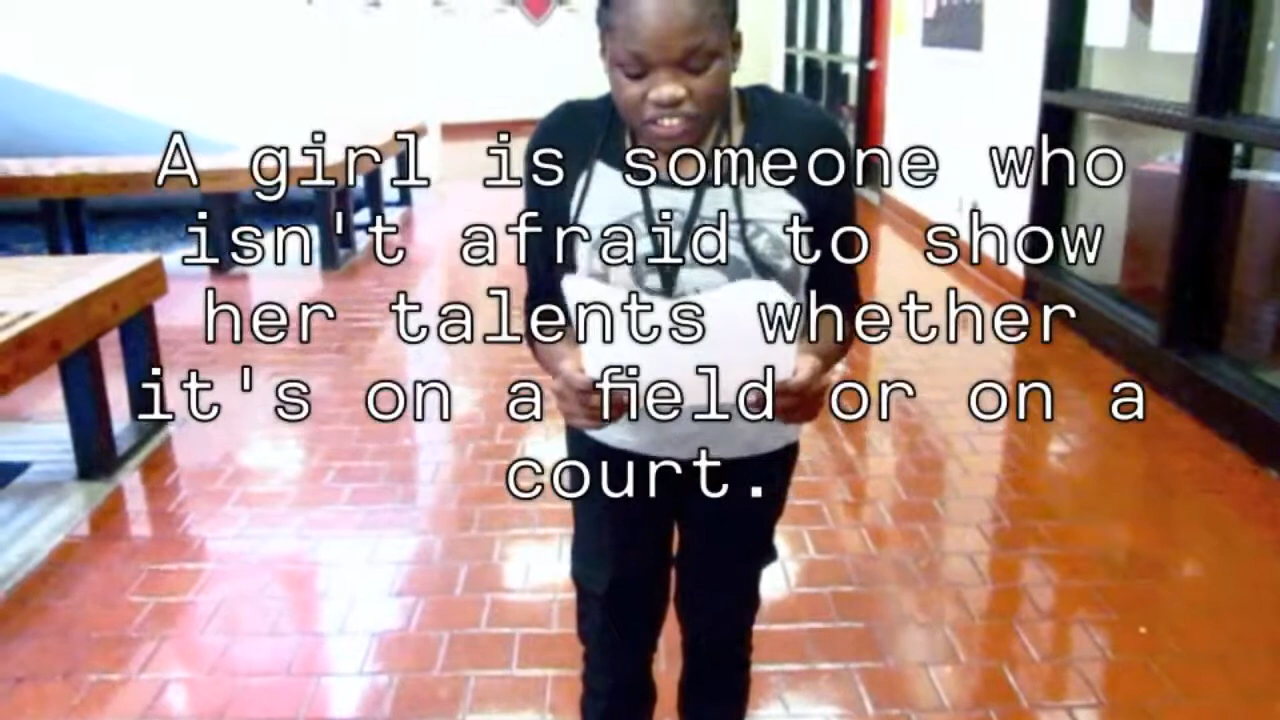 A girl is someone who
isn't afraid to show
her talents whether
it's on a field or on a
court.